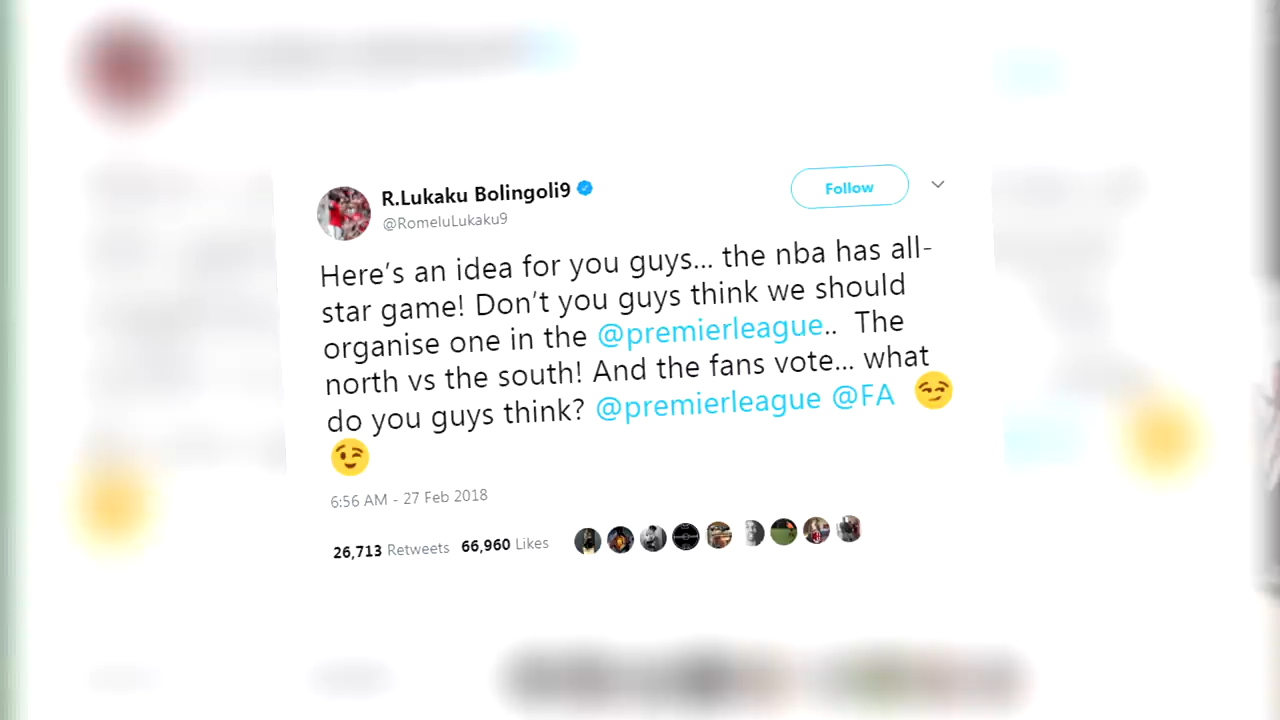 R.Lukaku Bolingoli9
Follow
@RomeluLukaku9
Here's an idea for you guys... the nba has all-
star game! Don't you guys think we should
organise one in the @premierleague.. The
north vs the south! And the fans vote... what
do you guys think? @premierleague @FA 😏
😉
6:56 AM - 27 Feb 2018
26,713 Retweets 66,960 Likes